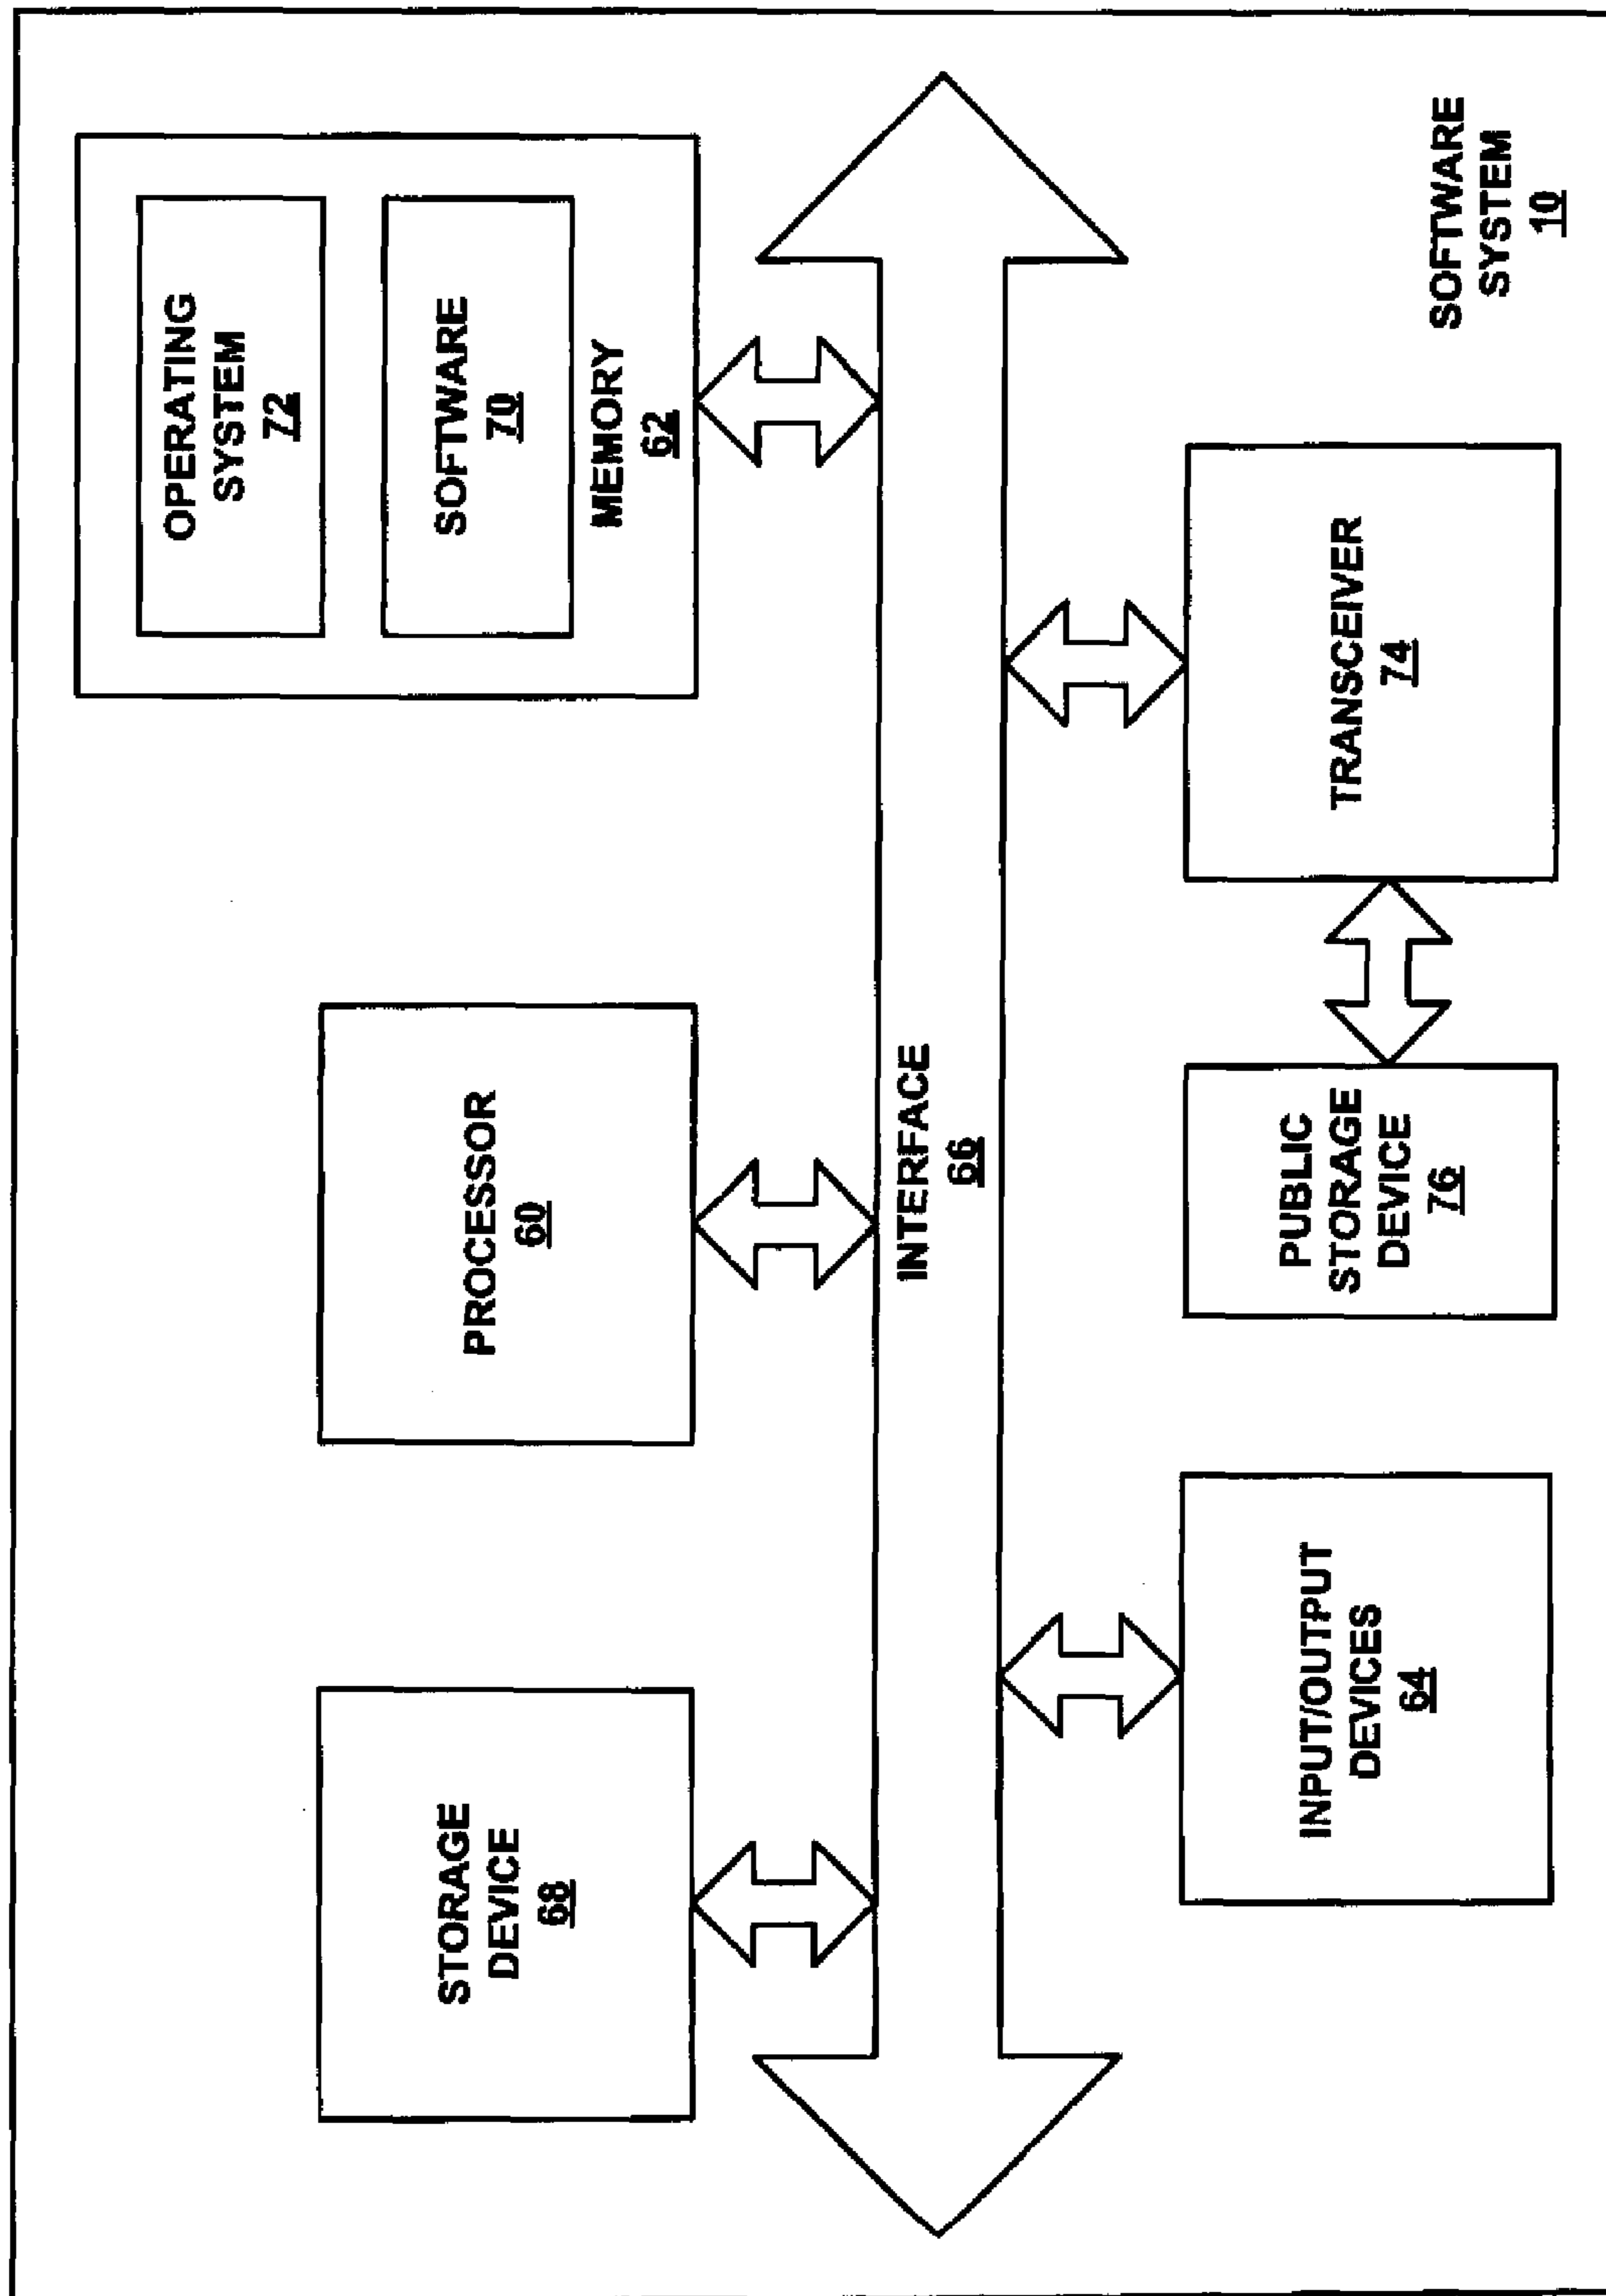 STORAGE
DEVICE
68
PROCESSOR
60
OPERATING
SYSTEM
72
SOFTWARE
70
MEMORY
62
INTERFACE
66
INPUT/OUTPUT
DEVICES
64
PUBLIC
STORAGE
DEVICE
76
TRANSCEIVER
74
SOFTWARE
SYSTEM
10